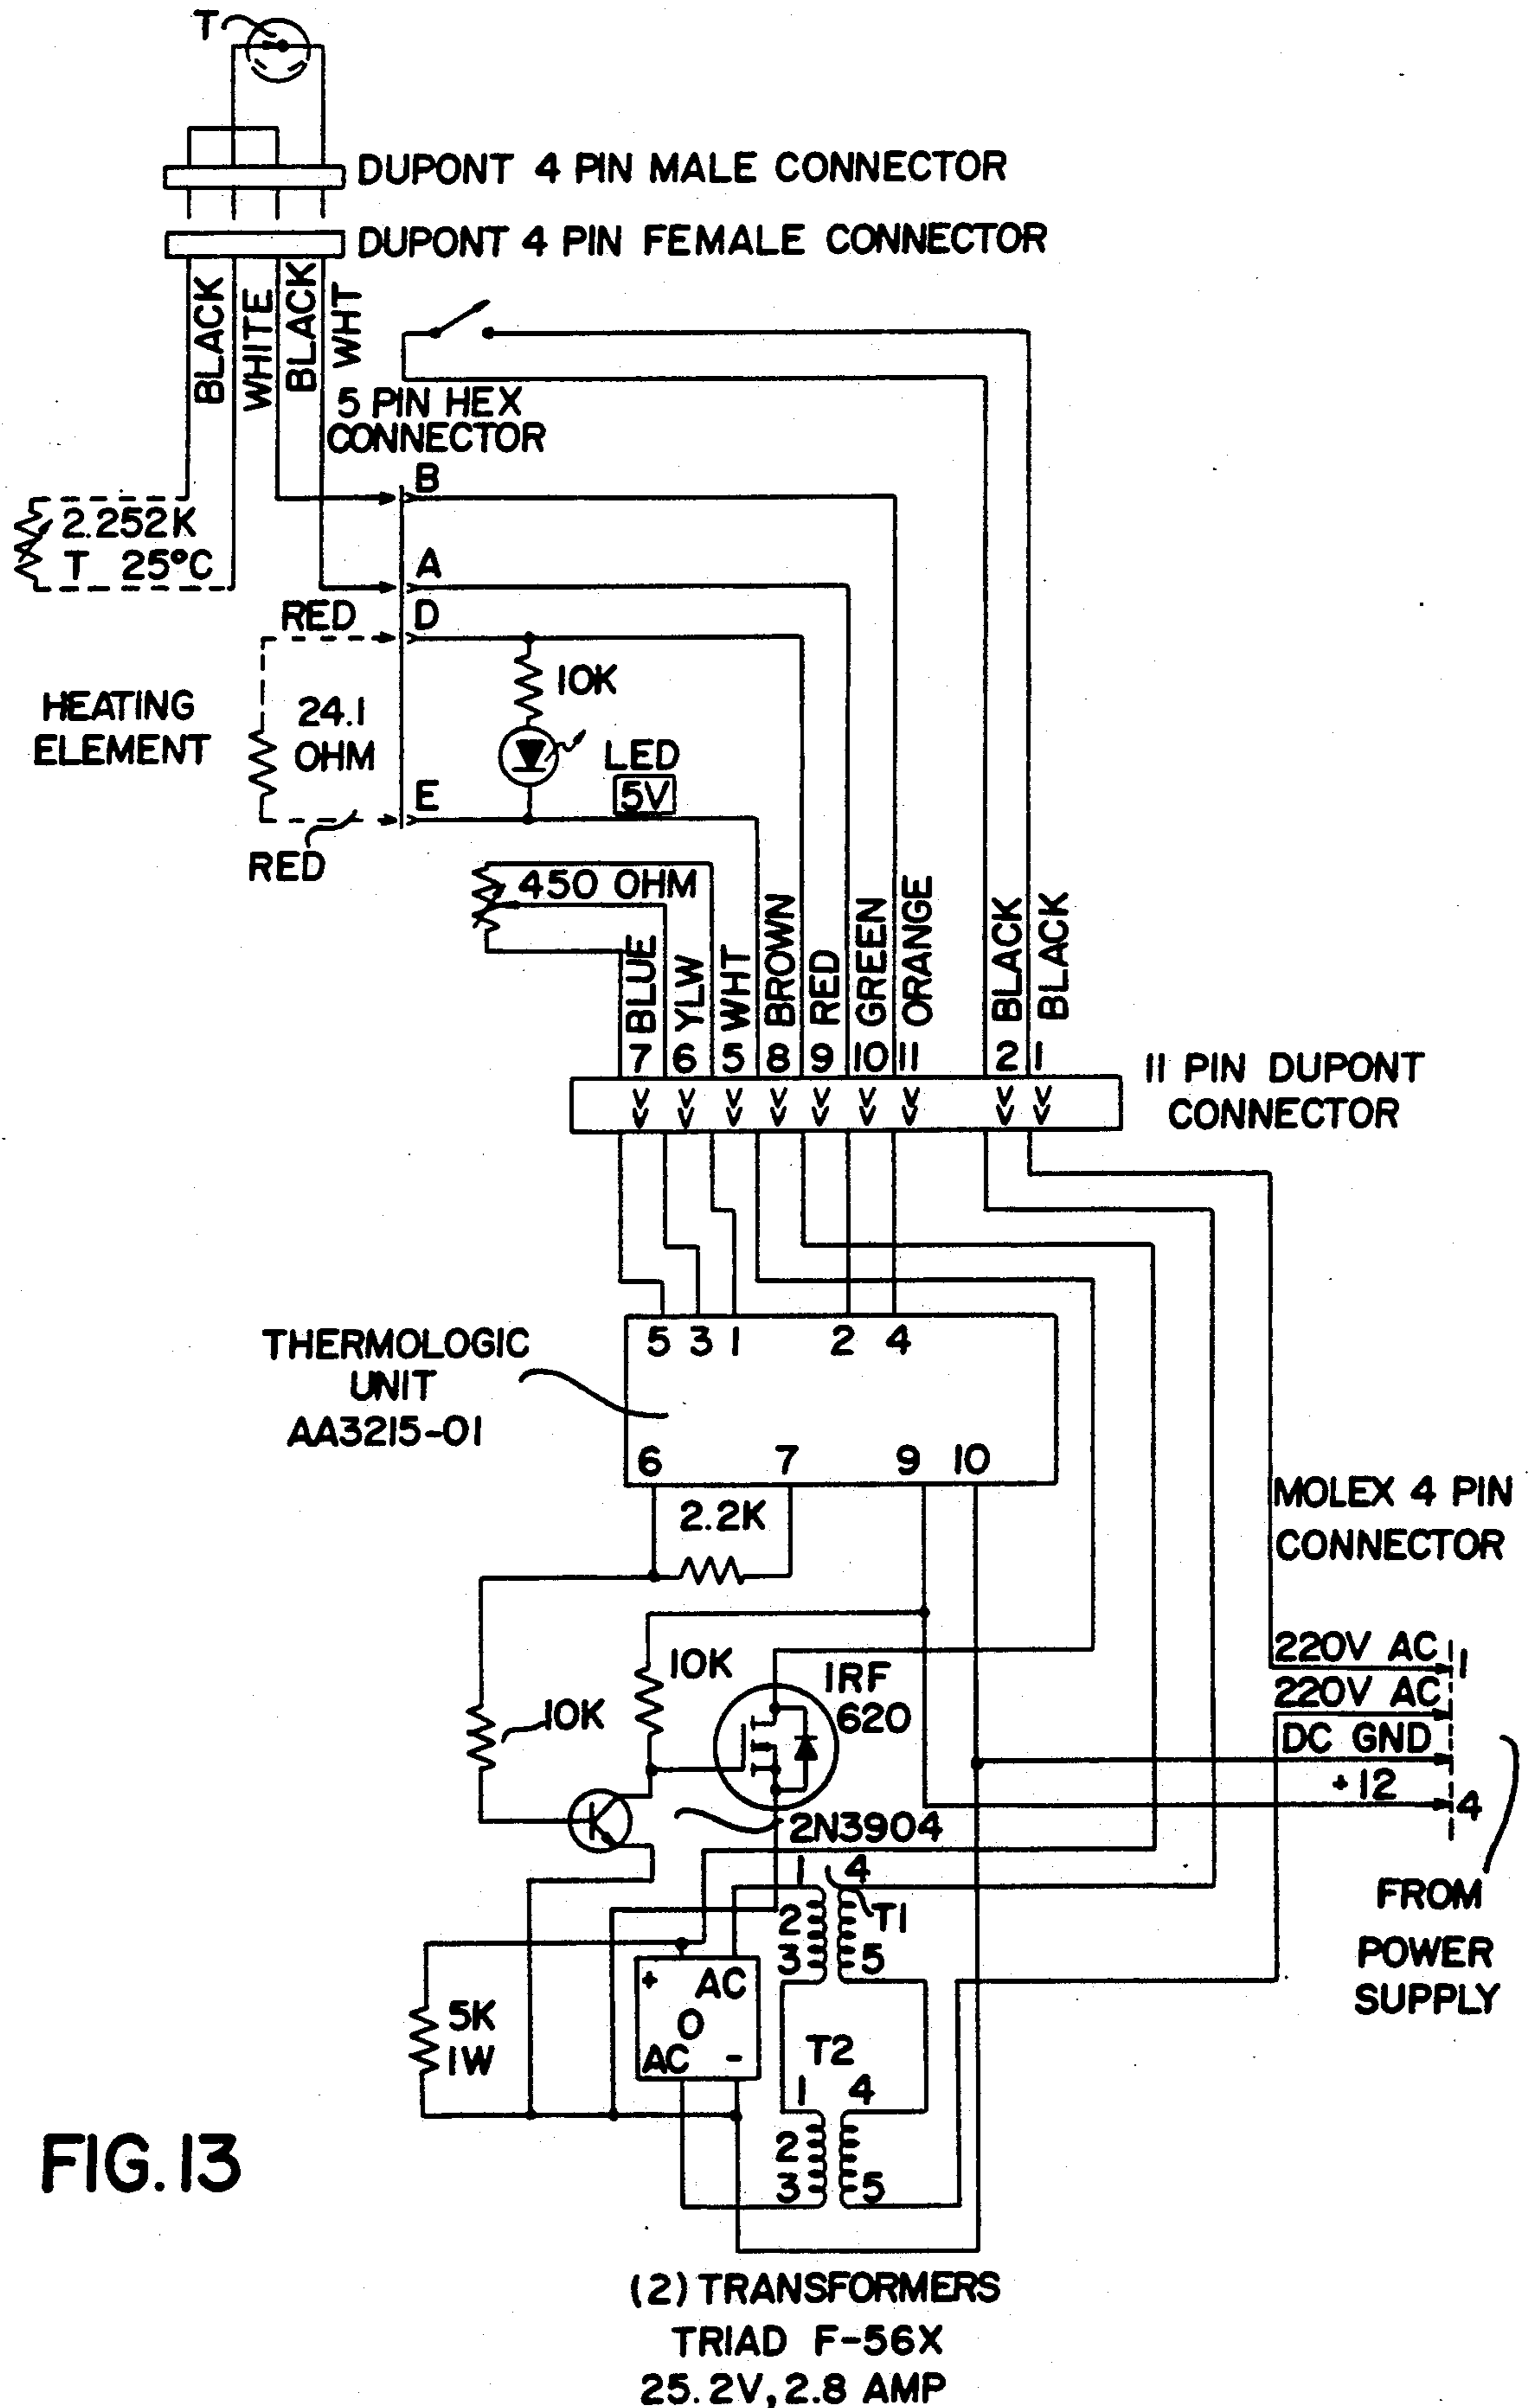 T
DUPONT 4 PIN MALE CONNECTOR
DUPONT 4 PIN FEMALE CONNECTOR
BLACK
WHITE
BLACK
WHT
5 PIN HEX
CONNECTOR
B
2.252K
T 25°C
A
RED
D
10K
HEATING
ELEMENT
24.1
OHM
LED
5V
E
RED
450 OHM
BLUE
YLW
WHT
BROWN
RED
GREEN
ORANGE
BLACK
BLACK
7 6 5 8 9 10 11 2 1
11 PIN DUPONT
CONNECTOR
5 3 1 2 4
THERMOLOGIC
UNIT
AA3215-01
6 7 9 10
2.2K
MOLEX 4 PIN
CONNECTOR
10K
IRF
620
10K
220V AC 1
220V AC
DC GND
+12
4
2N3904
1 4
2 T1
3 5
FROM
POWER
SUPPLY
+ AC
O
AC -
5K
1W
T2
1 4
2
3 5
FIG. 13
(2) TRANSFORMERS
TRIAD F-56X
25.2V, 2.8 AMP